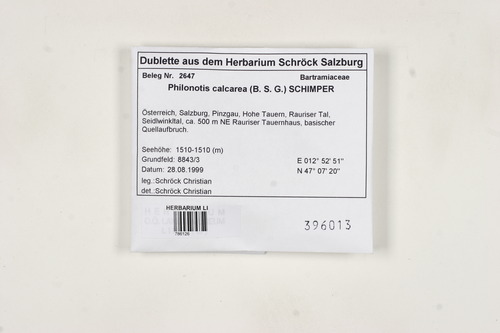 Dublette aus dem Herbarium Schröck Salzburg
Beleg Nr. 2647 Bartramiaceae
Philonotis calcarea (B. S. G.) SCHIMPER
Österreich, Salzburg, Pinzgau, Hohe Tauern, Rauriser Tal,
Seidlwinkltal, ca. 500 m NE Rauriser Tauernhaus, basischer
Quellaufbruch.
Seehöhe: 1510-1510 (m)
Grundfeld: 8843/3 E 012° 52' 51"
Datum: 28.08.1999 N 47° 07' 20"
leg.:Schröck Christian
det.:Schröck Christian
HERBARIUM LI
396013